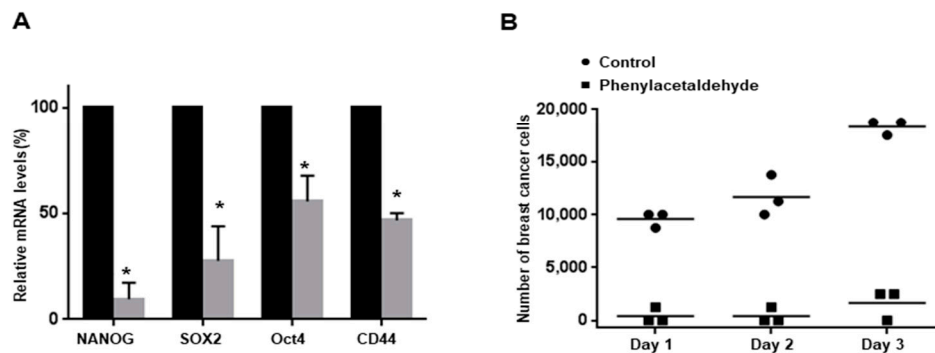 A
Relative mRNA levels (%)
100
50
0
*
*
*
*
NANOG SOX2 Oct4 CD44
B
Control
Phenylacetaldehyde
Number of breast cancer cells
20,000
15,000
10,000
5,000
0
Day 1 Day 2 Day 3